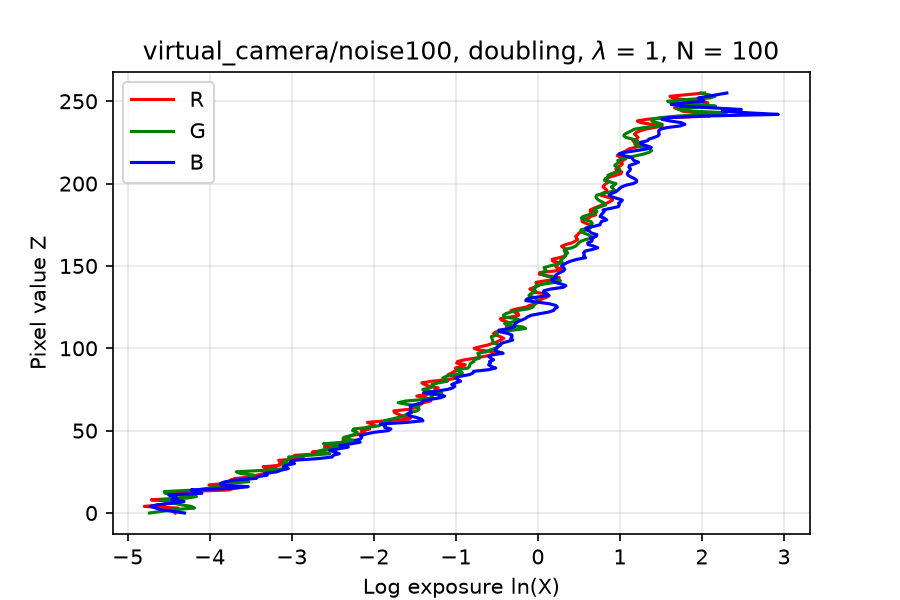 virtual_camera/noise100, doubling, λ = 1, N = 100
R
G
B
Pixel value Z
250
200
150
100
50
0
−5 −4 −3 −2 −1 0 1 2 3
Log exposure ln(X)